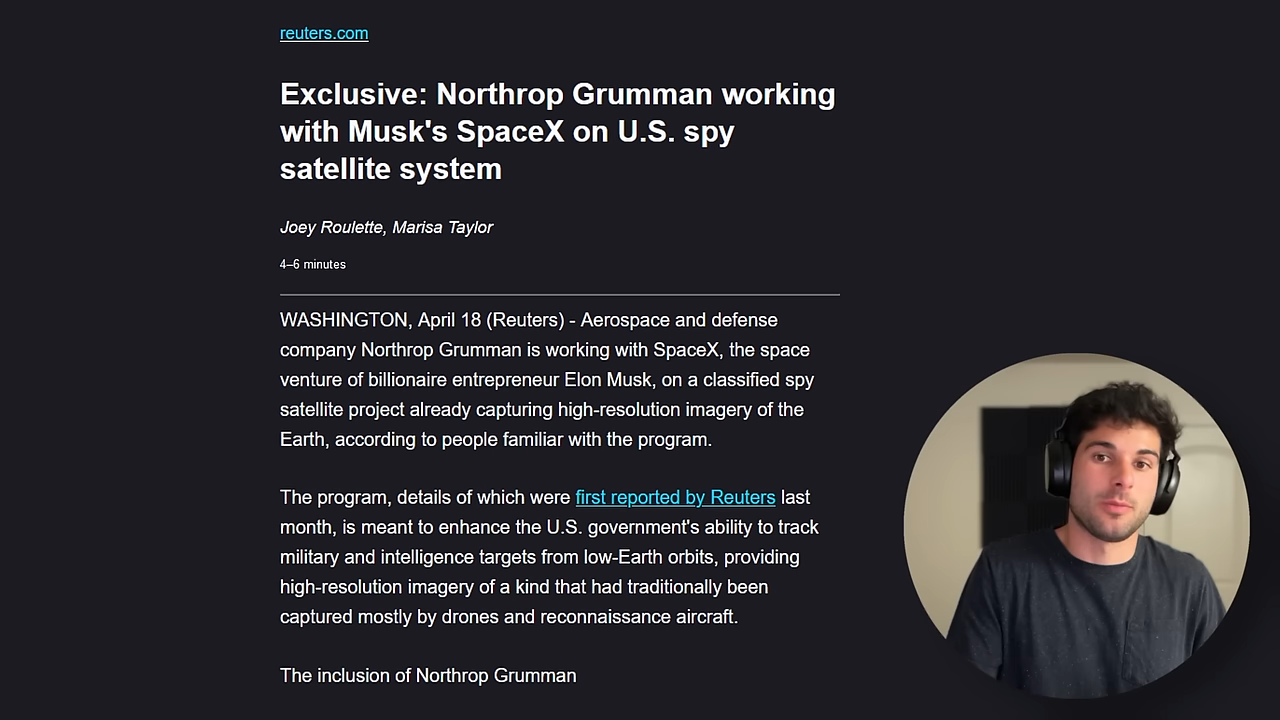 reuters.com
Exclusive: Northrop Grumman working
with Musk's SpaceX on U.S. spy
satellite system
Joey Roulette, Marisa Taylor
4–6 minutes
WASHINGTON, April 18 (Reuters) - Aerospace and defense
company Northrop Grumman is working with SpaceX, the space
venture of billionaire entrepreneur Elon Musk, on a classified spy
satellite project already capturing high-resolution imagery of the
Earth, according to people familiar with the program.
The program, details of which were first reported by Reuters last
month, is meant to enhance the U.S. government's ability to track
military and intelligence targets from low-Earth orbits, providing
high-resolution imagery of a kind that had traditionally been
captured mostly by drones and reconnaissance aircraft.
The inclusion of Northrop Grumman